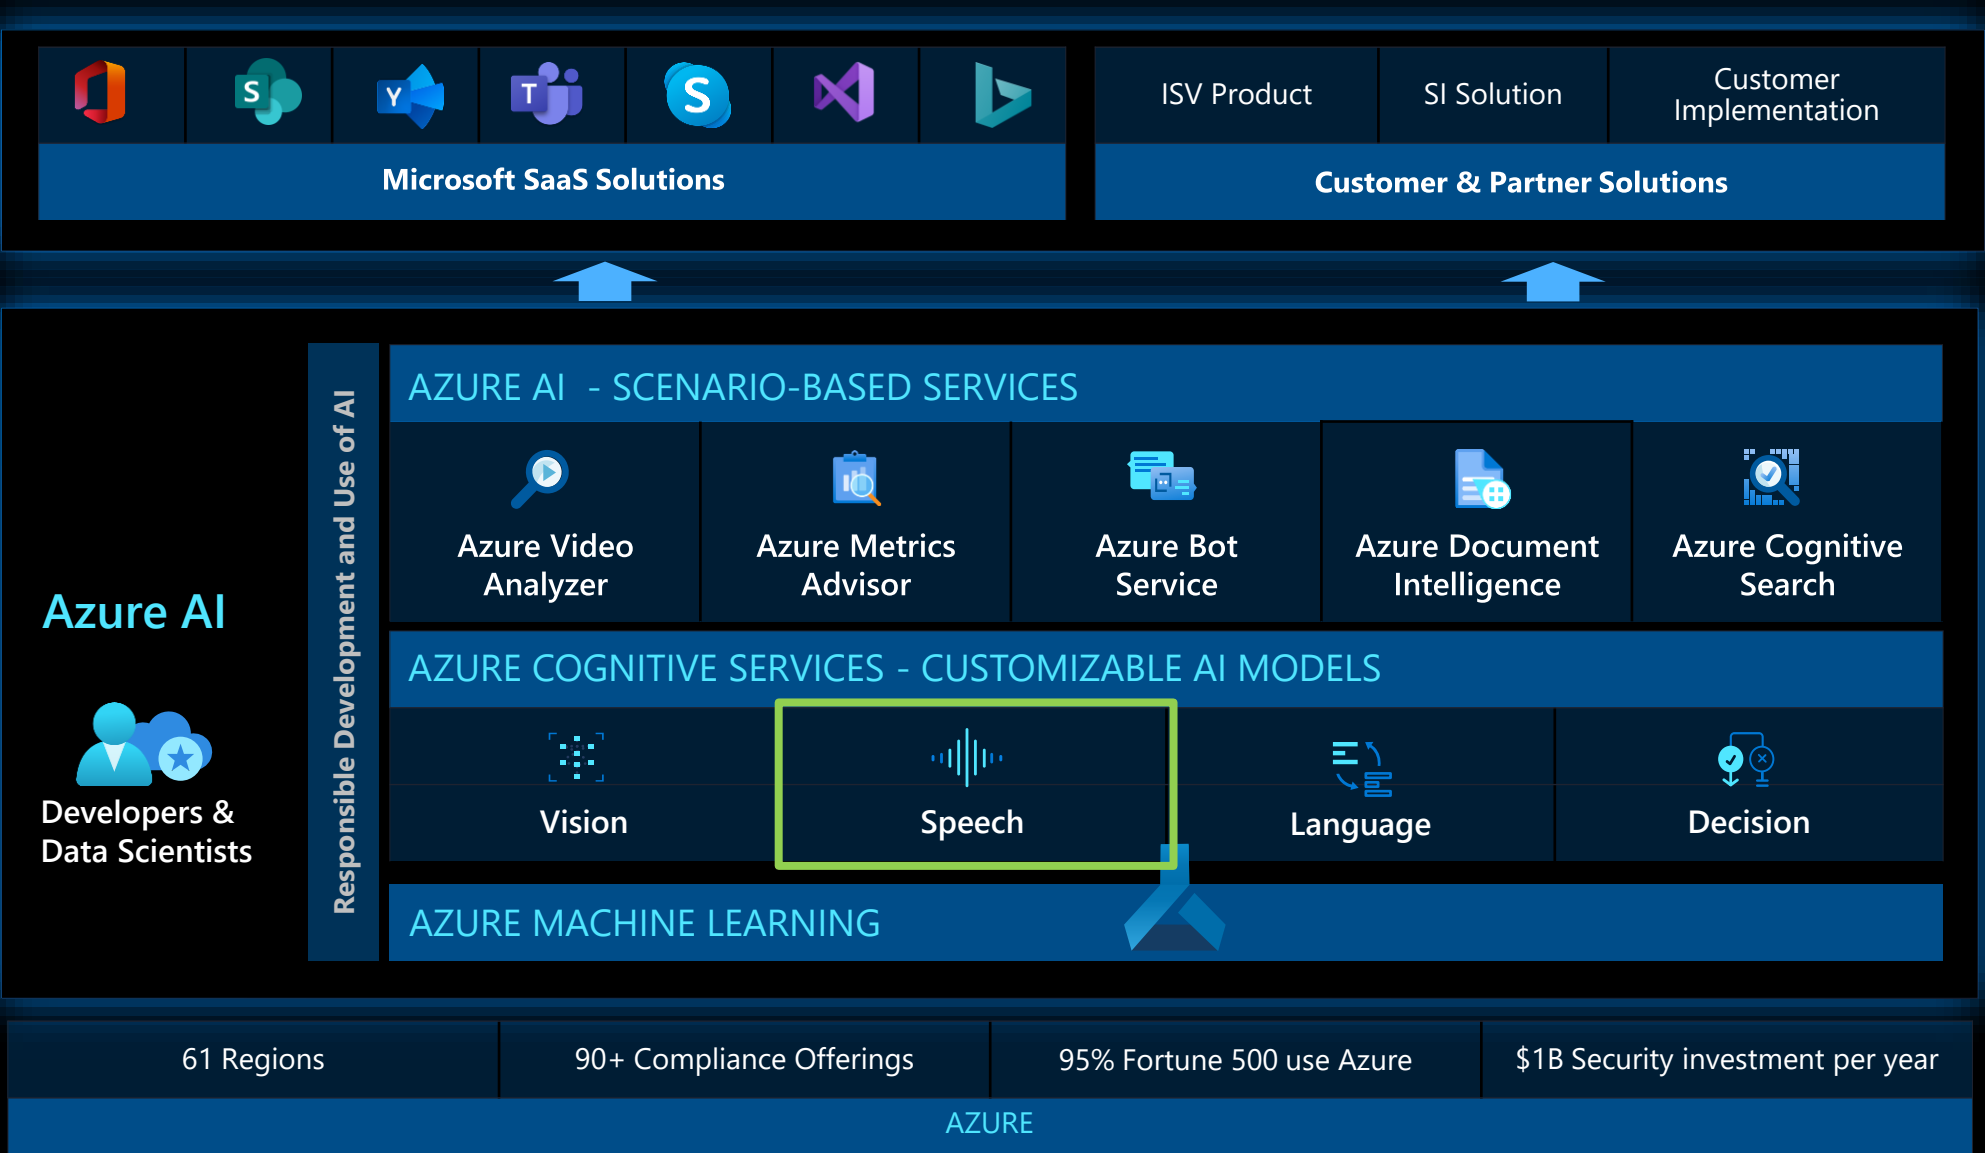 S
Y
T
S
ISV Product
SI Solution
Customer
Implementation
Microsoft SaaS Solutions
Customer & Partner Solutions
Azure AI
Developers &
Data Scientists
Responsible Development and Use of AI
AZURE AI - SCENARIO-BASED SERVICES
Azure Video
Analyzer
Azure Metrics
Advisor
Azure Bot
Service
Azure Document
Intelligence
Azure Cognitive
Search
AZURE COGNITIVE SERVICES - CUSTOMIZABLE AI MODELS
Vision
Speech
Language
Decision
AZURE MACHINE LEARNING
61 Regions
90+ Compliance Offerings
95% Fortune 500 use Azure
$1B Security investment per year
AZURE